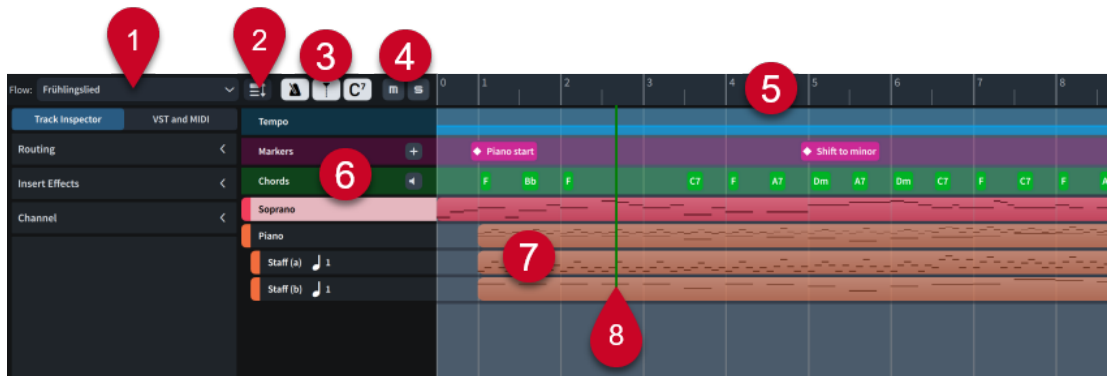 1 2 3 4
Flow: Frühlingslied C7 m s 0 1 2 3 4 5 5 6 7 8
Track Inspector VST and MIDI Tempo
Routing Markers + Piano start Shift to minor
Insert Effects Chords 6 F Bb F C7 F A7 Dm A7 Dm C7 F C7 F
Channel Soprano
Piano
7
Staff (a) 1
Staff (b) 1
8